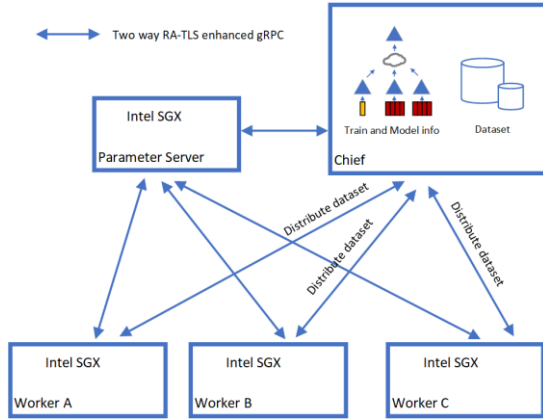 Two way RA-TLS enhanced gRPC
Intel SGX
Parameter Server
Train and Model info
Dataset
Chief
Distribute dataset
Distribute dataset
Distribute dataset
Intel SGX
Worker A
Intel SGX
Worker B
Intel SGX
Worker C